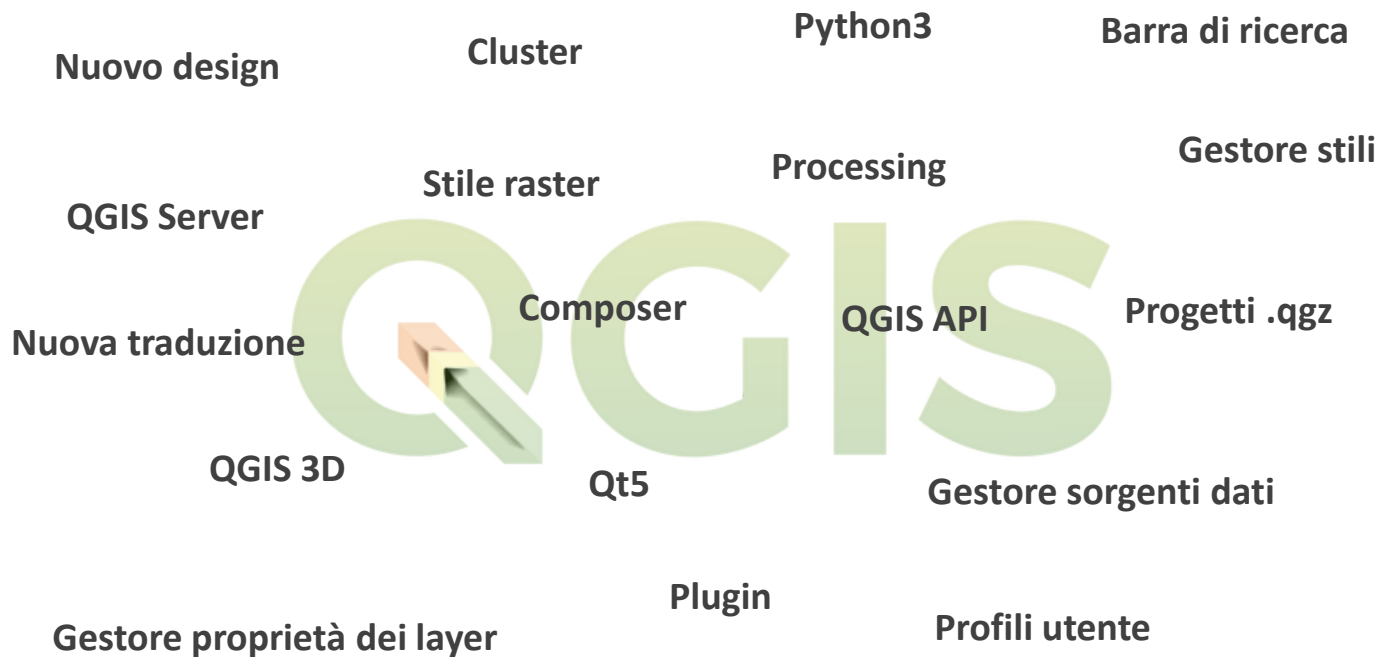 Python3
Barra di ricerca
Cluster
Nuovo design
Gestore stili
Processing
Stile raster
QGIS Server
QGIS
Composer
QGIS API
Progetti .qgz
Nuova traduzione
QGIS 3D
Qt5
Gestore sorgenti dati
Plugin
Profili utente
Gestore proprietà dei layer